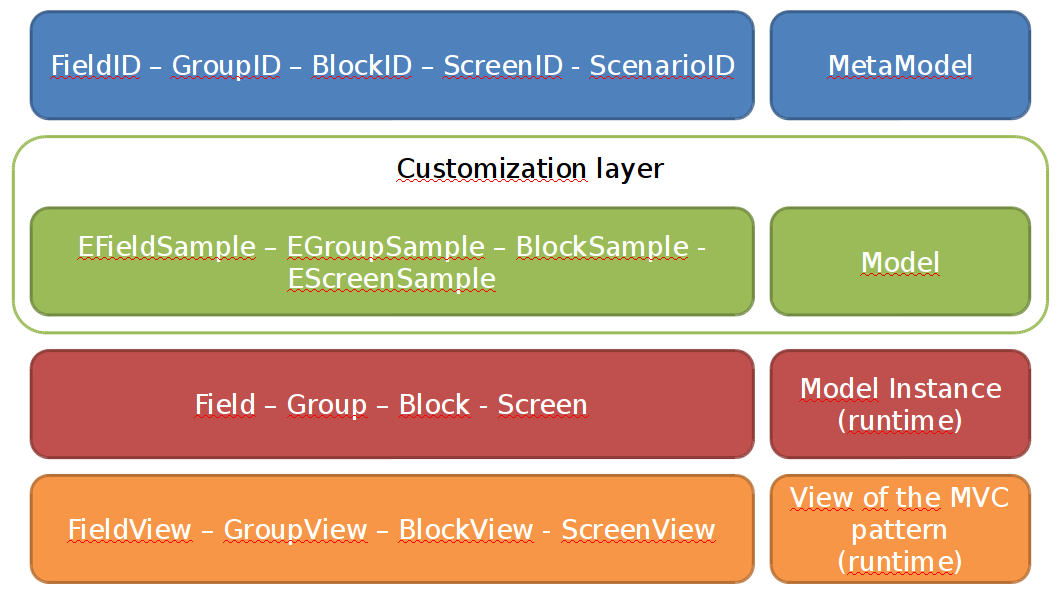 FieldID – GroupID – BlockID – ScreenID - ScenarioID
MetaModel
Customization layer
EFieldSample – EGroupSample – BlockSample -
EScreenSample
Model
Field – Group – Block - Screen
Model Instance
(runtime)
FieldView – GroupView – BlockView - ScreenView
View of the MVC
pattern
(runtime)